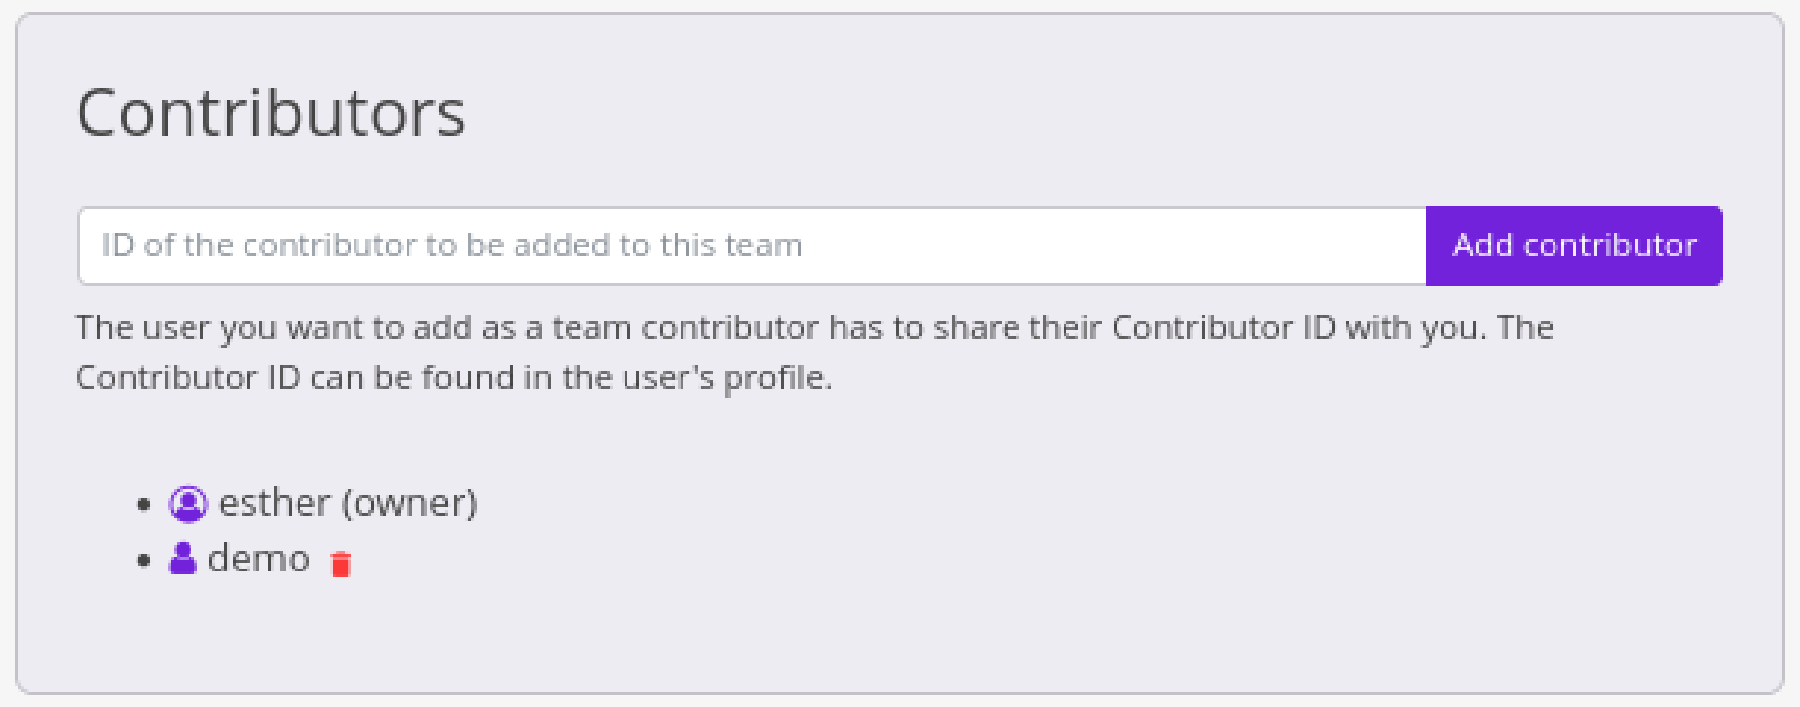 Contributors
ID of the contributor to be added to this team
Add contributor
The user you want to add as a team contributor has to share their Contributor ID with you. The
Contributor ID can be found in the user's profile.
esther (owner)
demo